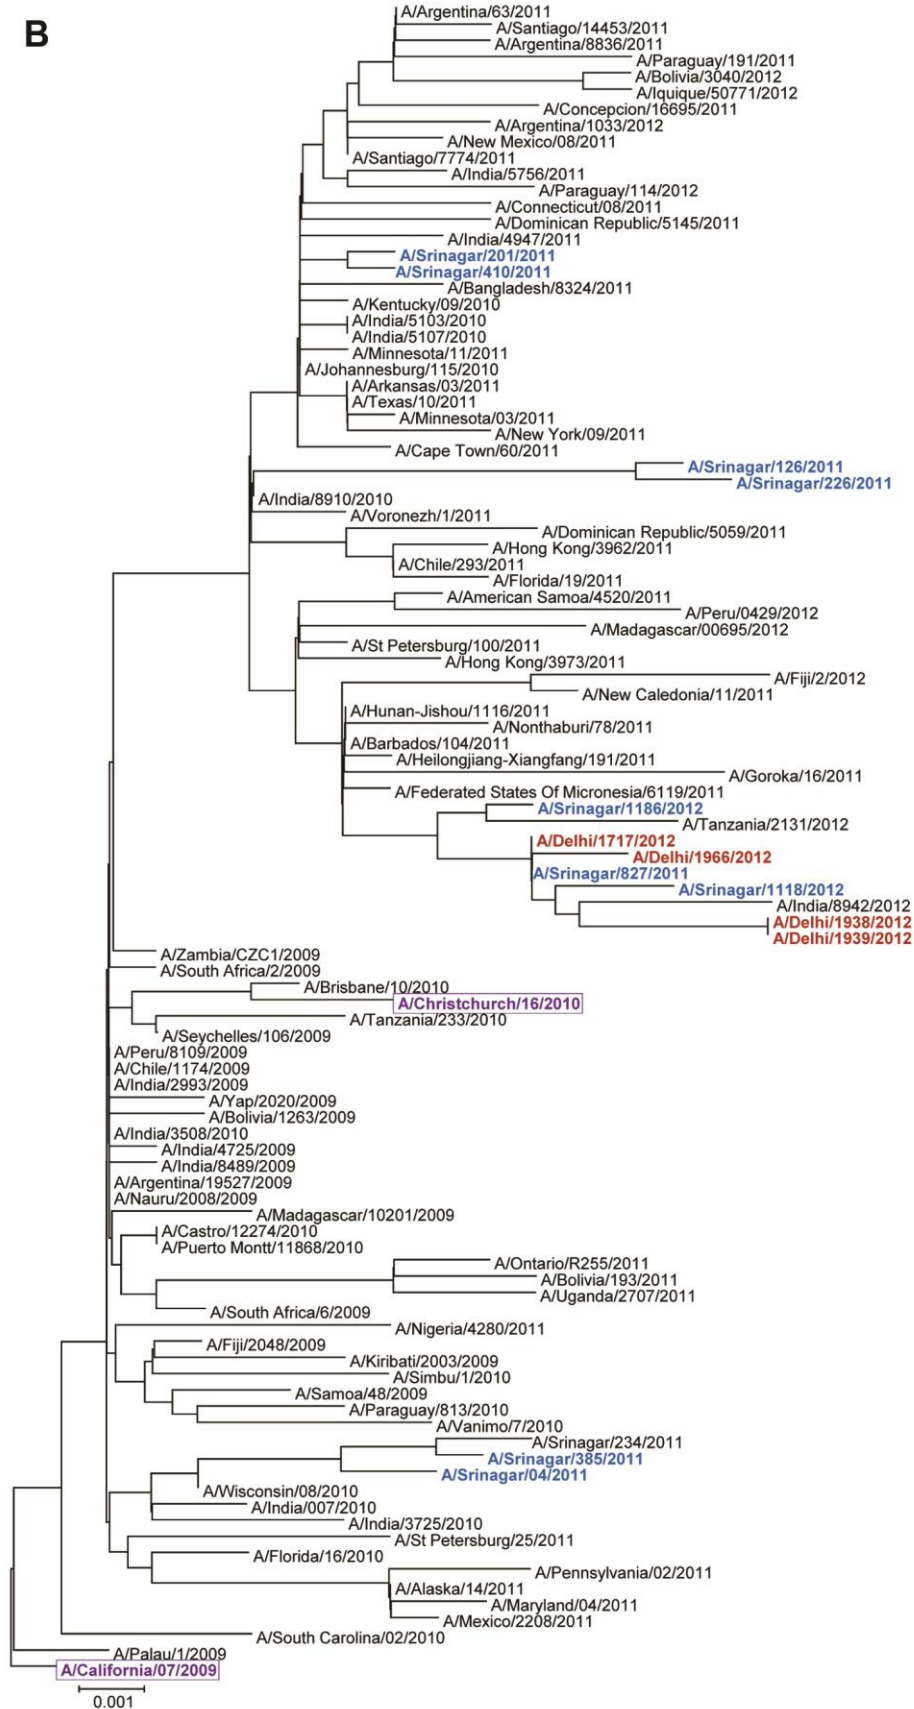 B
A/Argentina/63/2011
A/Santiago/14453/2011
A/Argentina/8836/2011
A/Paraguay/191/2011
A/Bolivia/3040/2012
A/Iquique/50771/2012
A/Concepcion/16695/2011
A/Argentina/1033/2012
A/New Mexico/08/2011
A/Santiago/7774/2011
A/India/5756/2011
A/Paraguay/114/2012
A/Connecticut/08/2011
A/Dominican Republic/5145/2011
A/India/4947/2011
A/Srinagar/201/2011
A/Srinagar/410/2011
A/Bangladesh/8324/2011
A/Kentucky/09/2010
A/India/5103/2010
A/India/5107/2010
A/Minnesota/11/2011
A/Johannesburg/115/2010
A/Arkansas/03/2011
A/Texas/10/2011
A/Minnesota/03/2011
A/New York/09/2011
A/Cape Town/60/2011
A/Srinagar/126/2011
A/Srinagar/226/2011
A/India/8910/2010
A/Voronezh/1/2011
A/Dominican Republic/5059/2011
A/Hong Kong/3962/2011
A/Chile/293/2011
A/Florida/19/2011
A/American Samoa/4520/2011
A/Peru/0429/2012
A/Madagascar/00695/2012
A/St Petersburg/100/2011
A/Hong Kong/3973/2011
A/Fiji/2/2012
A/New Caledonia/11/2011
A/Hunan-Jishou/1116/2011
A/Nonthaburi/78/2011
A/Barbados/104/2011
A/Heilongjiang-Xiangfang/191/2011
A/Goroka/16/2011
A/Federated States Of Micronesia/6119/2011
A/Srinagar/1186/2012
A/Tanzania/2131/2012
A/Delhi/1717/2012
A/Delhi/1966/2012
A/Srinagar/827/2011
A/Srinagar/1118/2012
A/India/8942/2012
A/Delhi/1938/2012
A/Delhi/1939/2012
A/Zambia/CZC1/2009
A/South Africa/2/2009
A/Brisbane/10/2010
A/Christchurch/16/2010
A/Tanzania/233/2010
A/Seychelles/106/2009
A/Peru/8109/2009
A/Chile/1174/2009
A/India/2993/2009
A/Yap/2020/2009
A/Bolivia/1263/2009
A/India/3508/2010
A/India/4725/2009
A/India/8489/2009
A/Argentina/19527/2009
A/Nauru/2008/2009
A/Madagascar/10201/2009
A/Castro/12274/2010
A/Puerto Montt/11868/2010
A/Ontario/R255/2011
A/Bolivia/193/2011
A/Uganda/2707/2011
A/South Africa/6/2009
A/Nigeria/4280/2011
A/Fiji/2048/2009
A/Kiribati/2003/2009
A/Simbu/1/2010
A/Samoa/48/2009
A/Paraguay/813/2010
A/Vanimo/7/2010
A/Srinagar/234/2011
A/Srinagar/385/2011
A/Srinagar/04/2011
A/Wisconsin/08/2010
A/India/007/2010
A/India/3725/2010
A/St Petersburg/25/2011
A/Florida/16/2010
A/Pennsylvania/02/2011
A/Alaska/14/2011
A/Maryland/04/2011
A/Mexico/2208/2011
A/South Carolina/02/2010
A/Palau/1/2009
A/California/07/2009
0.001